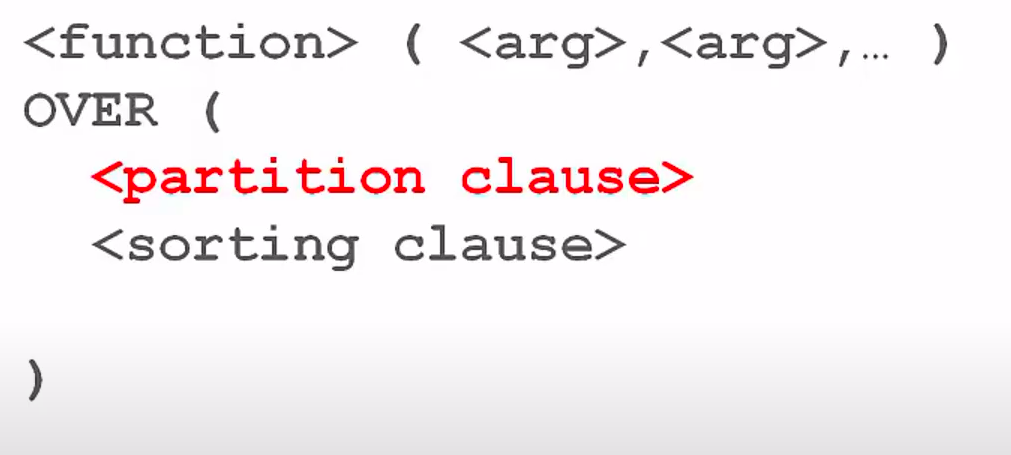 <function> ( <arg>,<arg>,… )
OVER (
<partition clause>
<sorting clause>
)